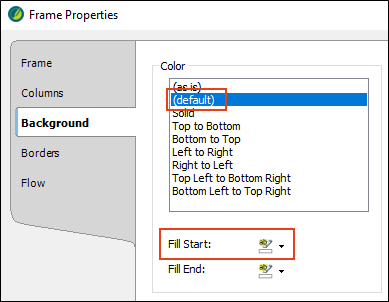 Frame Properties
Frame
Columns
Background
Borders
Flow
Color
(as is)
(default)
Solid
Top to Bottom
Bottom to Top
Left to Right
Right to Left
Top Left to Bottom Right
Bottom Left to Top Right
Fill Start:
Fill End: